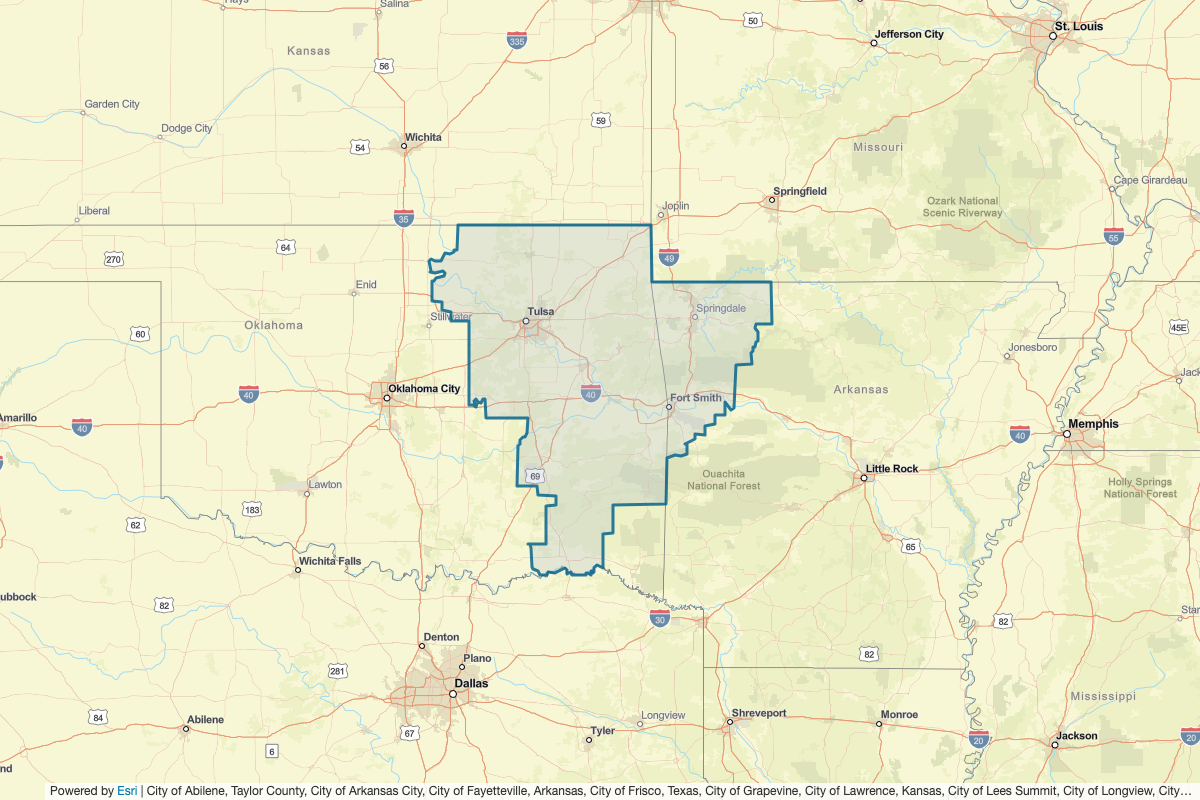 Hays
Salina
50
St. Louis
335
Jefferson City
Kansas
56
Garden City
59
Dodge City
Wichita
54
Missouri
Cape Girardeau
Springfield
Ozark National
Scenic Riverway
Joplin
Liberal
35
55
64
49
270
Enid
Springdale
Tulsa
Stillwater
Oklahoma
60
45E
Jonesboro
Jack
Oklahoma City
40
40
Arkansas
Fort Smith
Amarillo
40
40
Memphis
Little Rock
69
Ouachita
National Forest
Lawton
Holly Springs
National Forest
183
62
65
Wichita Falls
ubbock
82
Star
30
82
Denton
Plano
82
281
Dallas
Mississippi
84
Abilene
Longview
Shreveport
Monroe
67
Tyler
20
Jackson
20
6
nd
Powered by Esri | City of Abilene, Taylor County, City of Arkansas City, City of Fayetteville, Arkansas, City of Frisco, Texas, City of Grapevine, City of Lawrence, Kansas, City of Lees Summit, City of Longview, City…